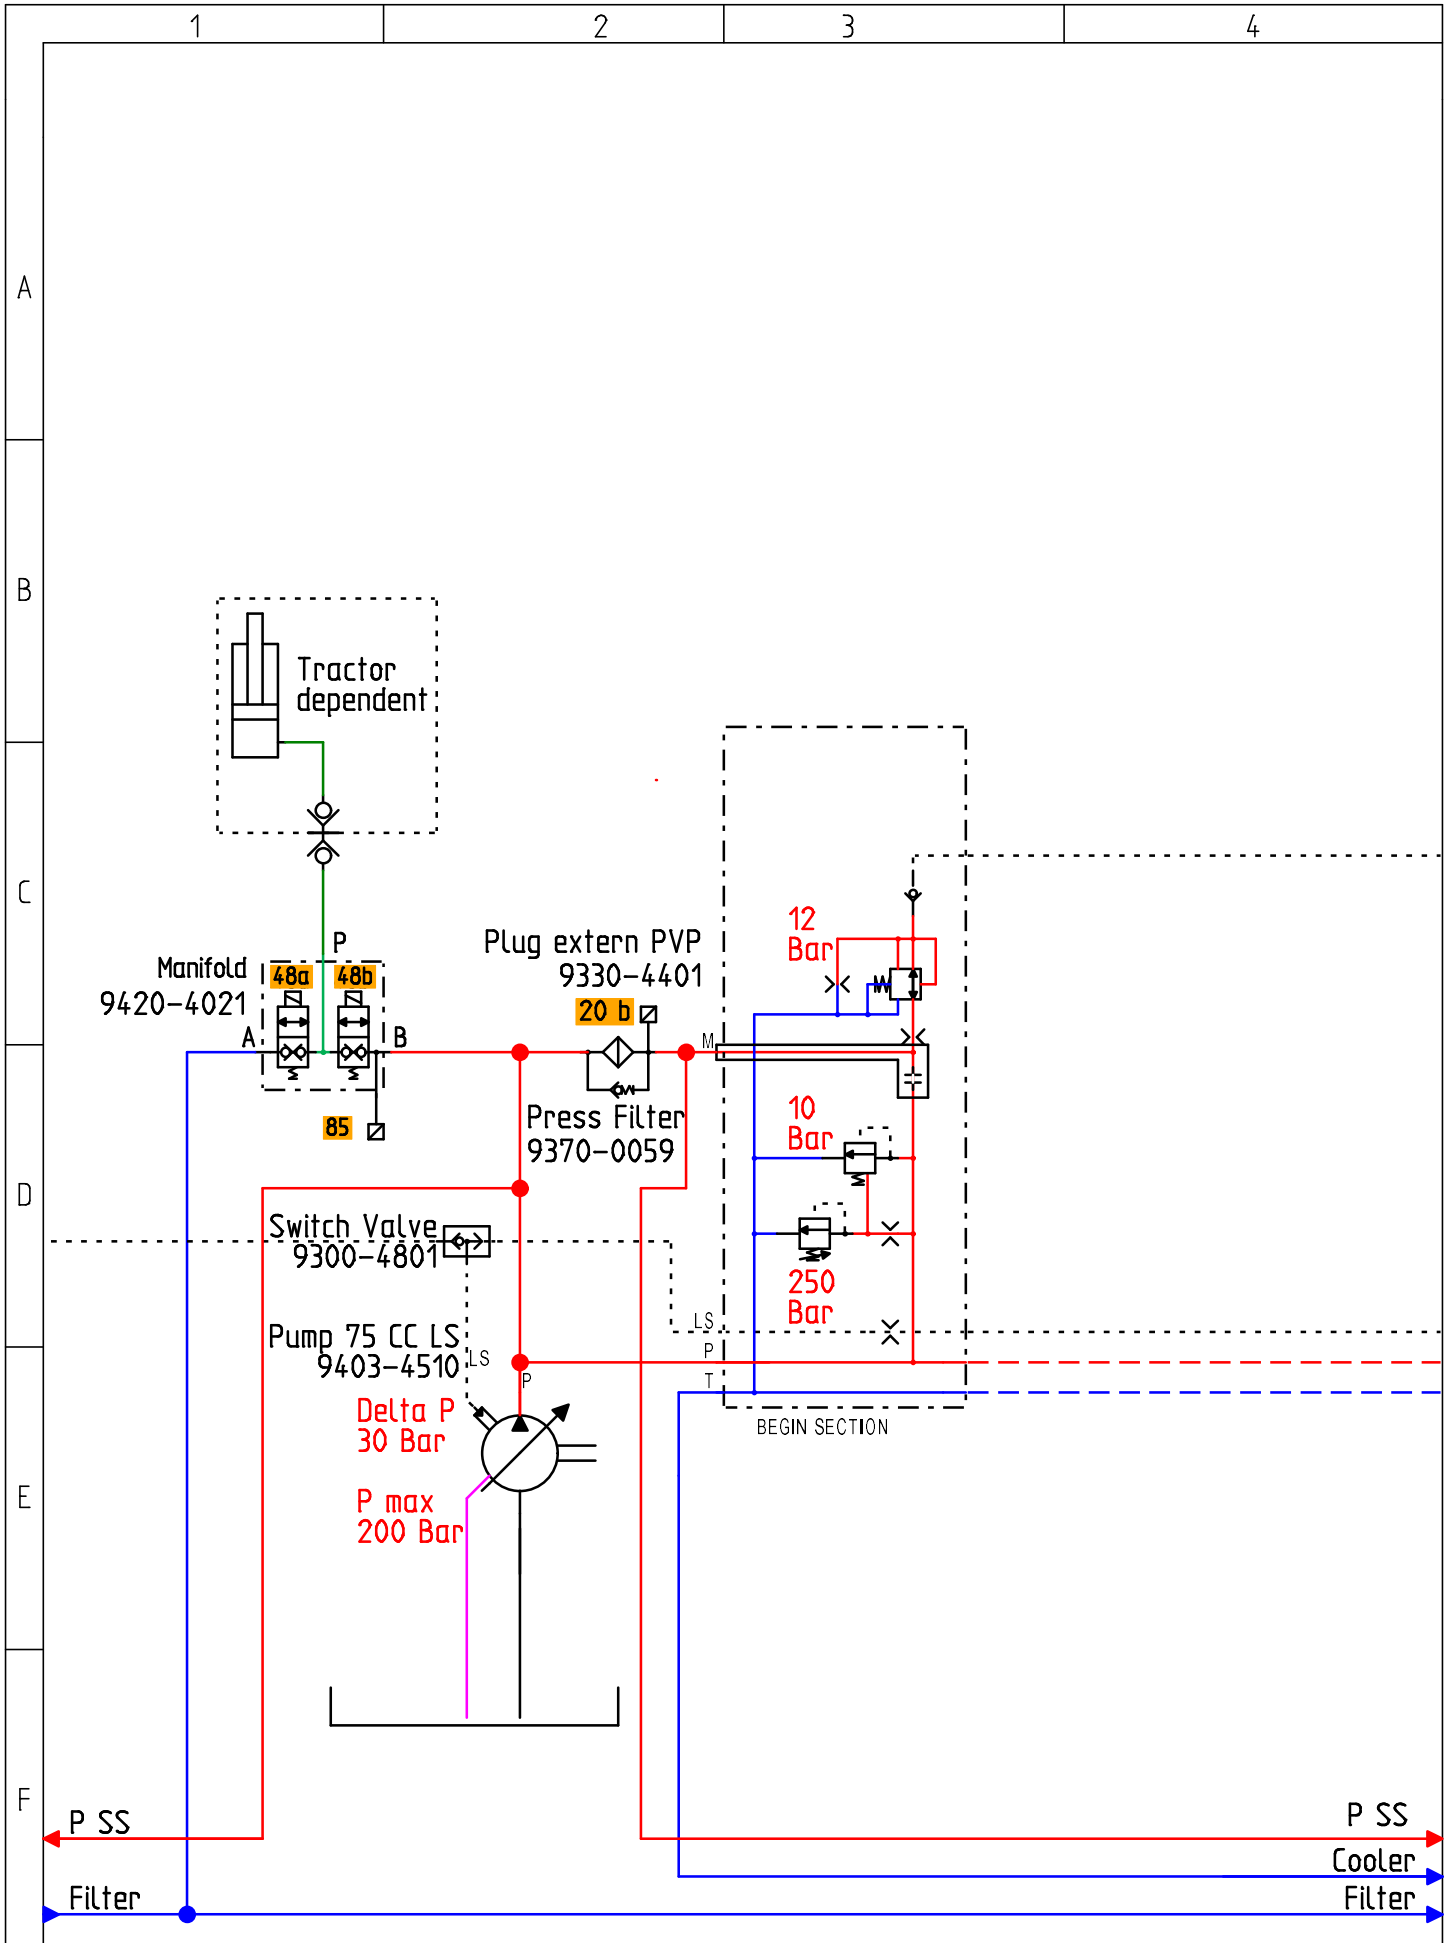 1 2 3 4
A
B
C
D
E
F
Tractor
dependent
P
Manifold
9420-4021
48a 48b
A
B
85
Plug extern PVP
9330-4401
20 b
Press Filter
9370-0059
Switch Valve
9300-4801
Pump 75 CC LS
9403-4510
LS
P
Delta P
30 Bar
P max
200 Bar
12
Bar
M
10
Bar
250
Bar
LS
P
T
BEGIN SECTION
P SS
Filter
P SS
Cooler
Filter